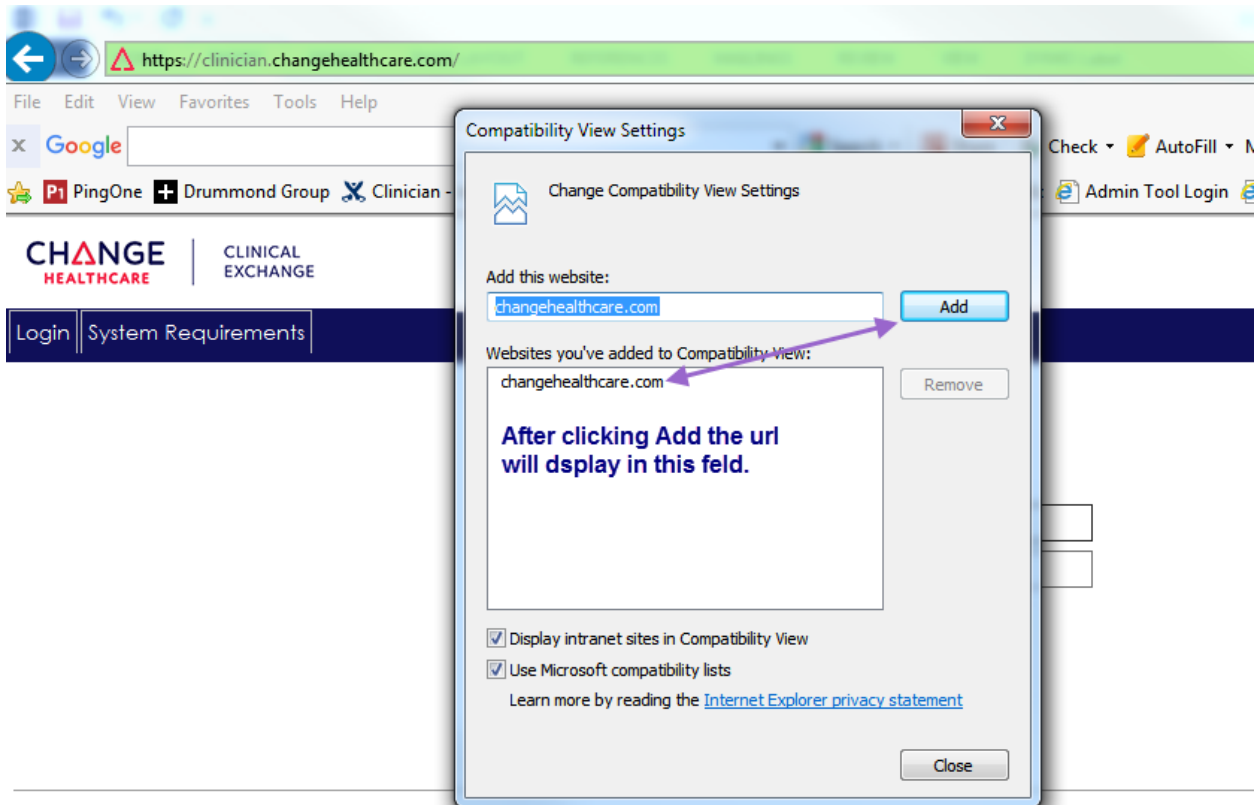 https://clinician.changehealthcare.com/
File Edit View Favorites Tools Help
x Google
Check AutoFill
P1 PingOne Drummond Group Clinician -
Admin Tool Login
CHANGE
HEALTHCARE
CLINICAL
EXCHANGE
Login System Requirements
Compatibility View Settings
Change Compatibility View Settings
Add this website:
changehealthcare.com
Add
Websites you've added to Compatibility View:
changehealthcare.com
Remove
After clicking Add the url
will dsplay in this feld.
Display intranet sites in Compatibility View
Use Microsoft compatibility lists
Learn more by reading the Internet Explorer privacy statement
Close